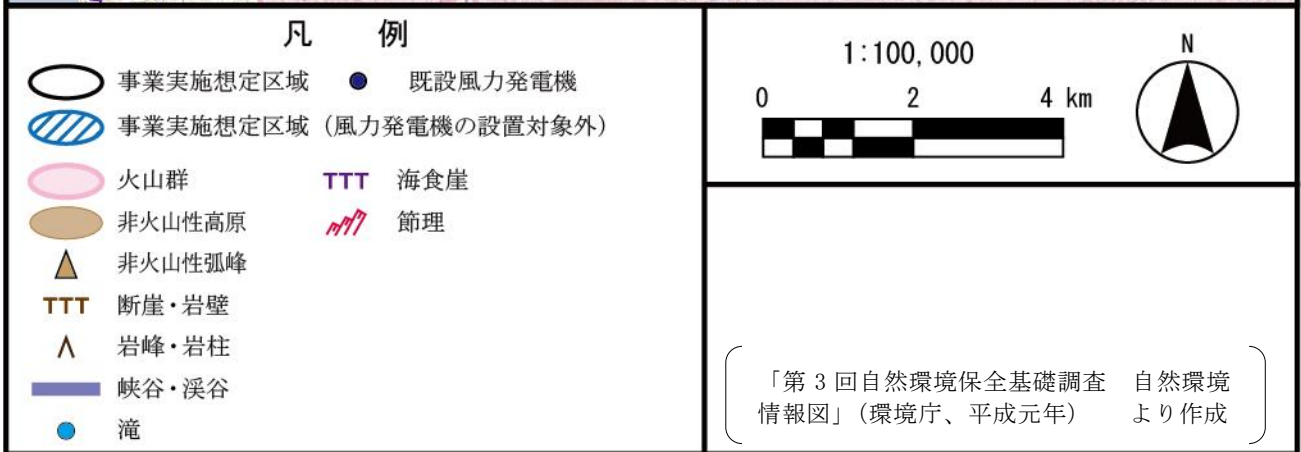 凡 例
事業実施想定区域 既設風力発電機
事業実施想定区域（風力発電機の設置対象外）
火山群 海食崖
非火山性高原 節理
非火山性弧峰
断崖・岩壁
岩峰・岩柱
峡谷・渓谷
滝
1:100,000
N
0 2 4 km
「第3回自然環境保全基礎調査 自然環境
情報図」（環境庁、平成元年） より作成